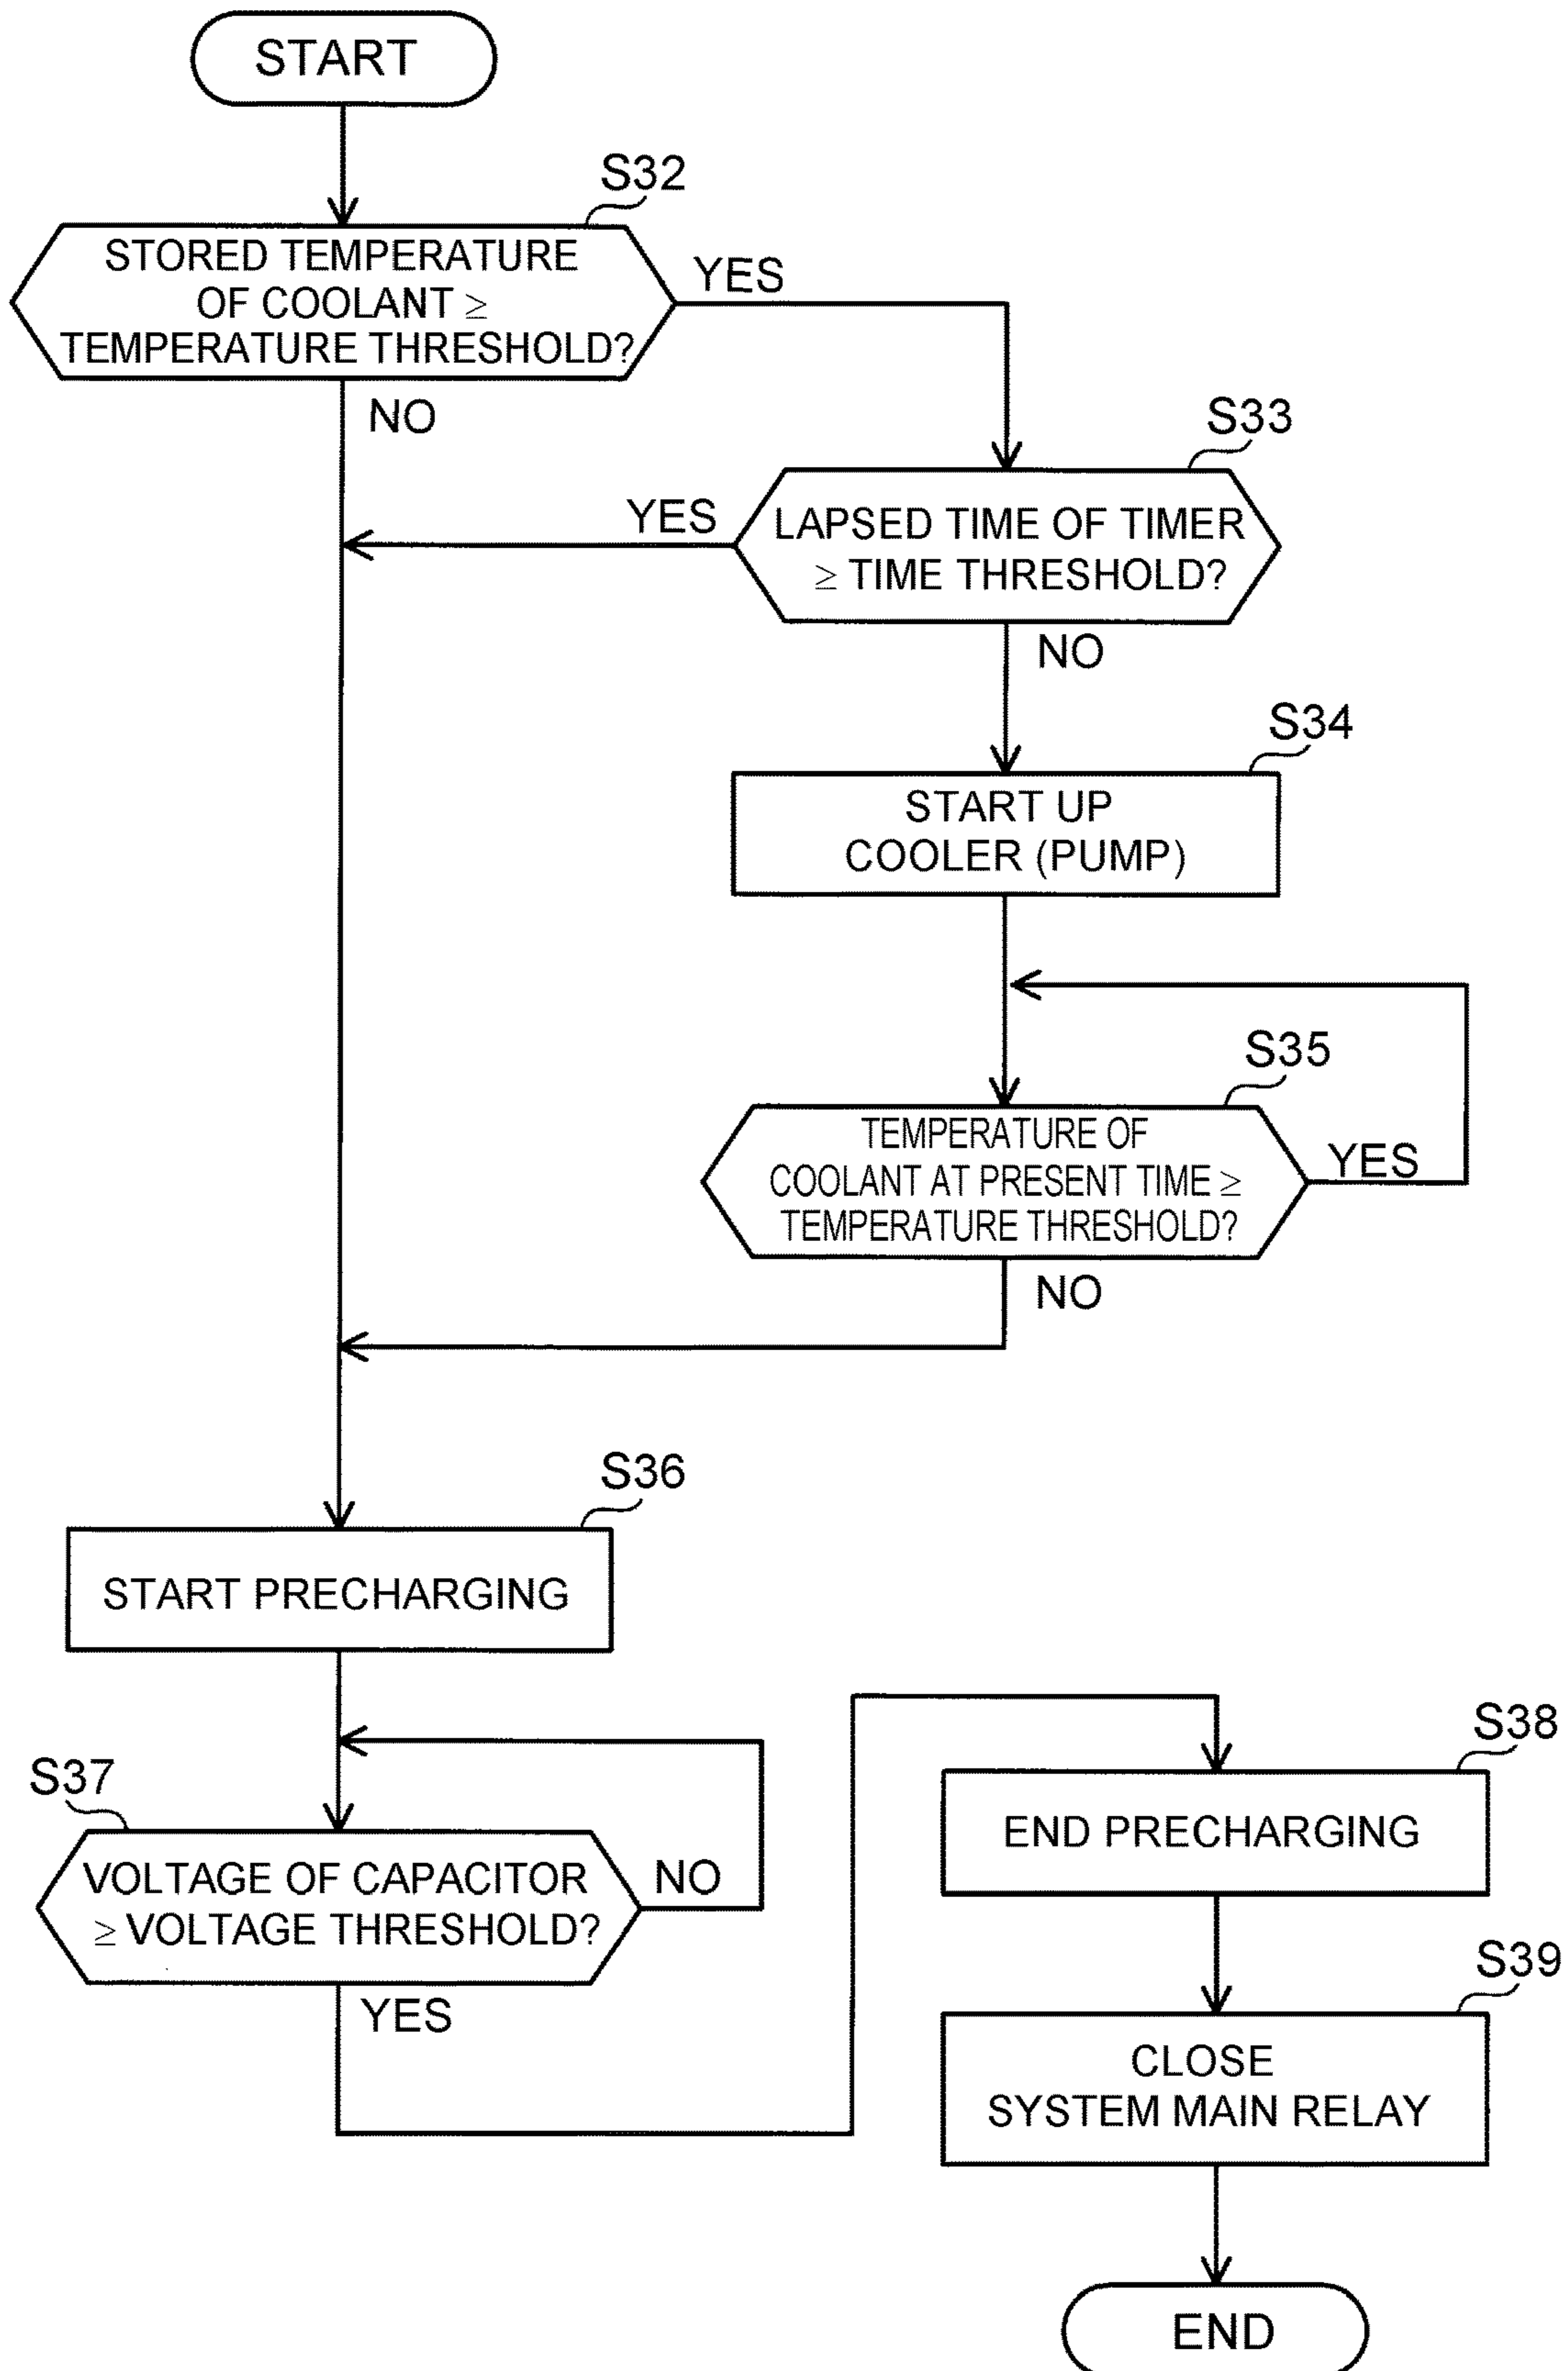 START
S32
STORED TEMPERATURE
OF COOLANT ≥
TEMPERATURE THRESHOLD?
YES
NO
S33
LAPSED TIME OF TIMER
≥ TIME THRESHOLD?
YES
NO
S34
START UP
COOLER (PUMP)
S35
TEMPERATURE OF
COOLANT AT PRESENT TIME ≥
TEMPERATURE THRESHOLD?
YES
NO
S36
START PRECHARGING
S37
VOLTAGE OF CAPACITOR
≥ VOLTAGE THRESHOLD?
NO
YES
S38
END PRECHARGING
S39
CLOSE
SYSTEM MAIN RELAY
END